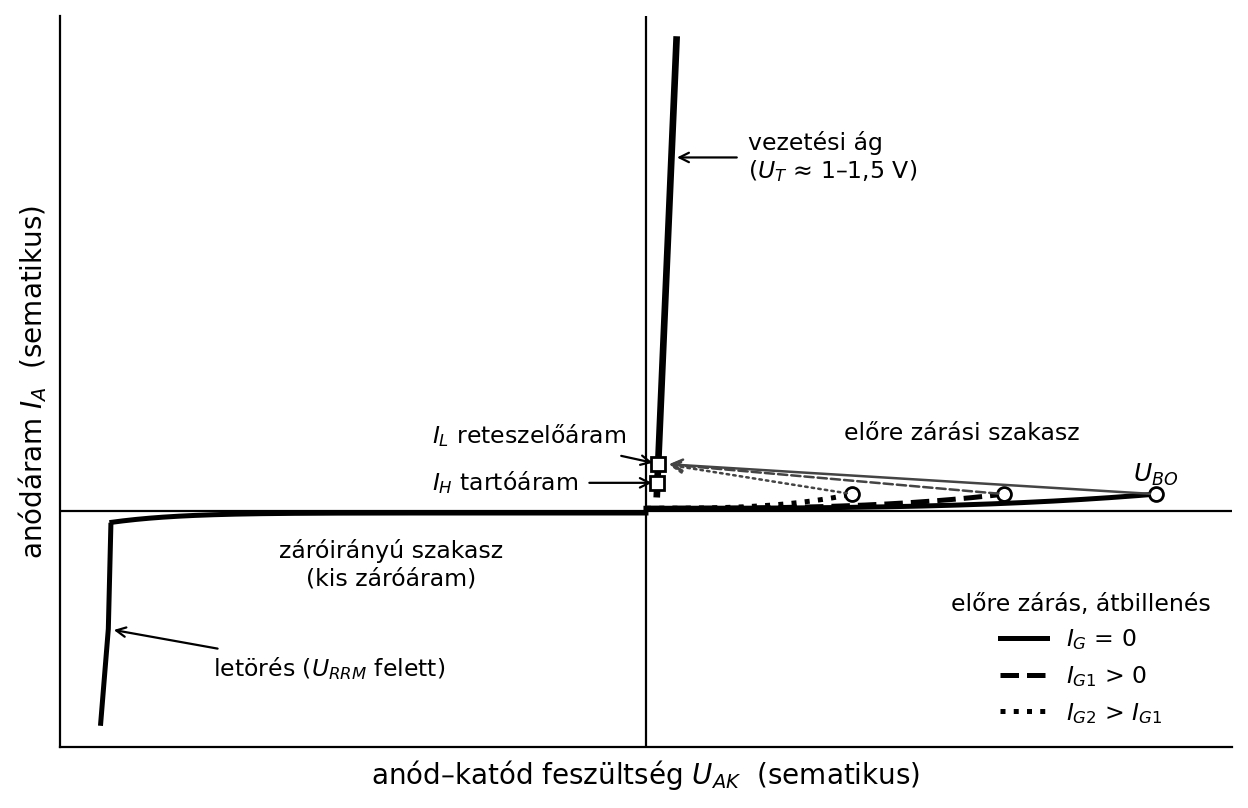 vezetési ág
(U_T ≈ 1–1,5 V)
I_L reteszelőáram
I_H tartóáram
előre zárási szakasz
U_BO
záróirányú szakasz
(kis záróáram)
letörés (U_RRM felett)
előre zárás, átbillenés
I_G = 0
I_G1 > 0
I_G2 > I_G1
anódáram I_A (sematikus)
anód–katód feszültség U_AK (sematikus)